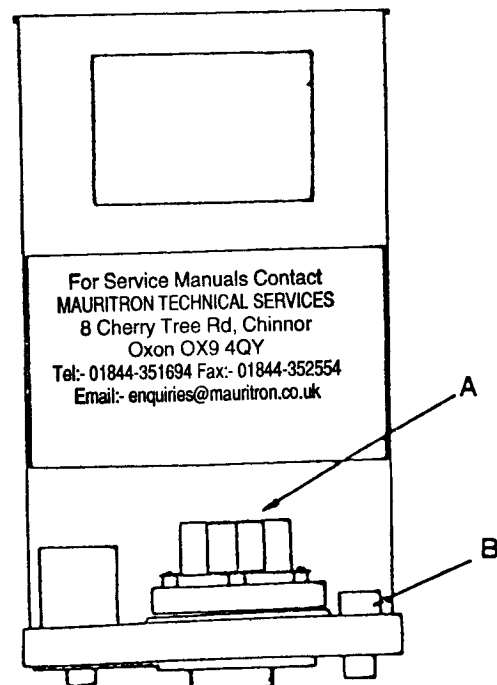 For Service Manuals Contact
MAURITRON TECHNICAL SERVICES
8 Cherry Tree Rd, Chinnor
Oxon OX9 4QY
Tel:- 01844-351694 Fax:- 01844-352554
Email:- enquiries@mauritron.co.uk
A
B